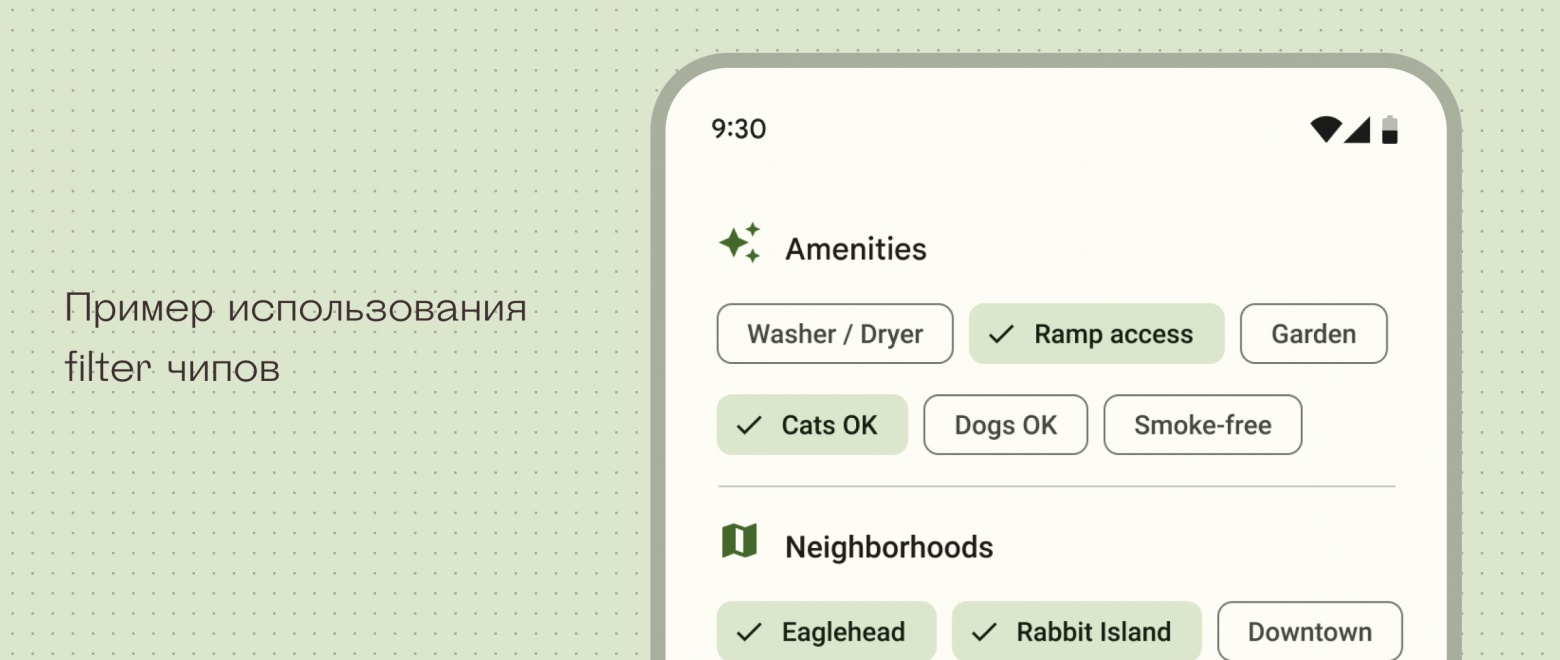 9:30
Amenities
Пример использования
filter чипов
Washer / Dryer
Ramp access
Garden
Cats OK
Dogs OK
Smoke-free
Neighborhoods
Eaglehead
Rabbit Island
Downtown